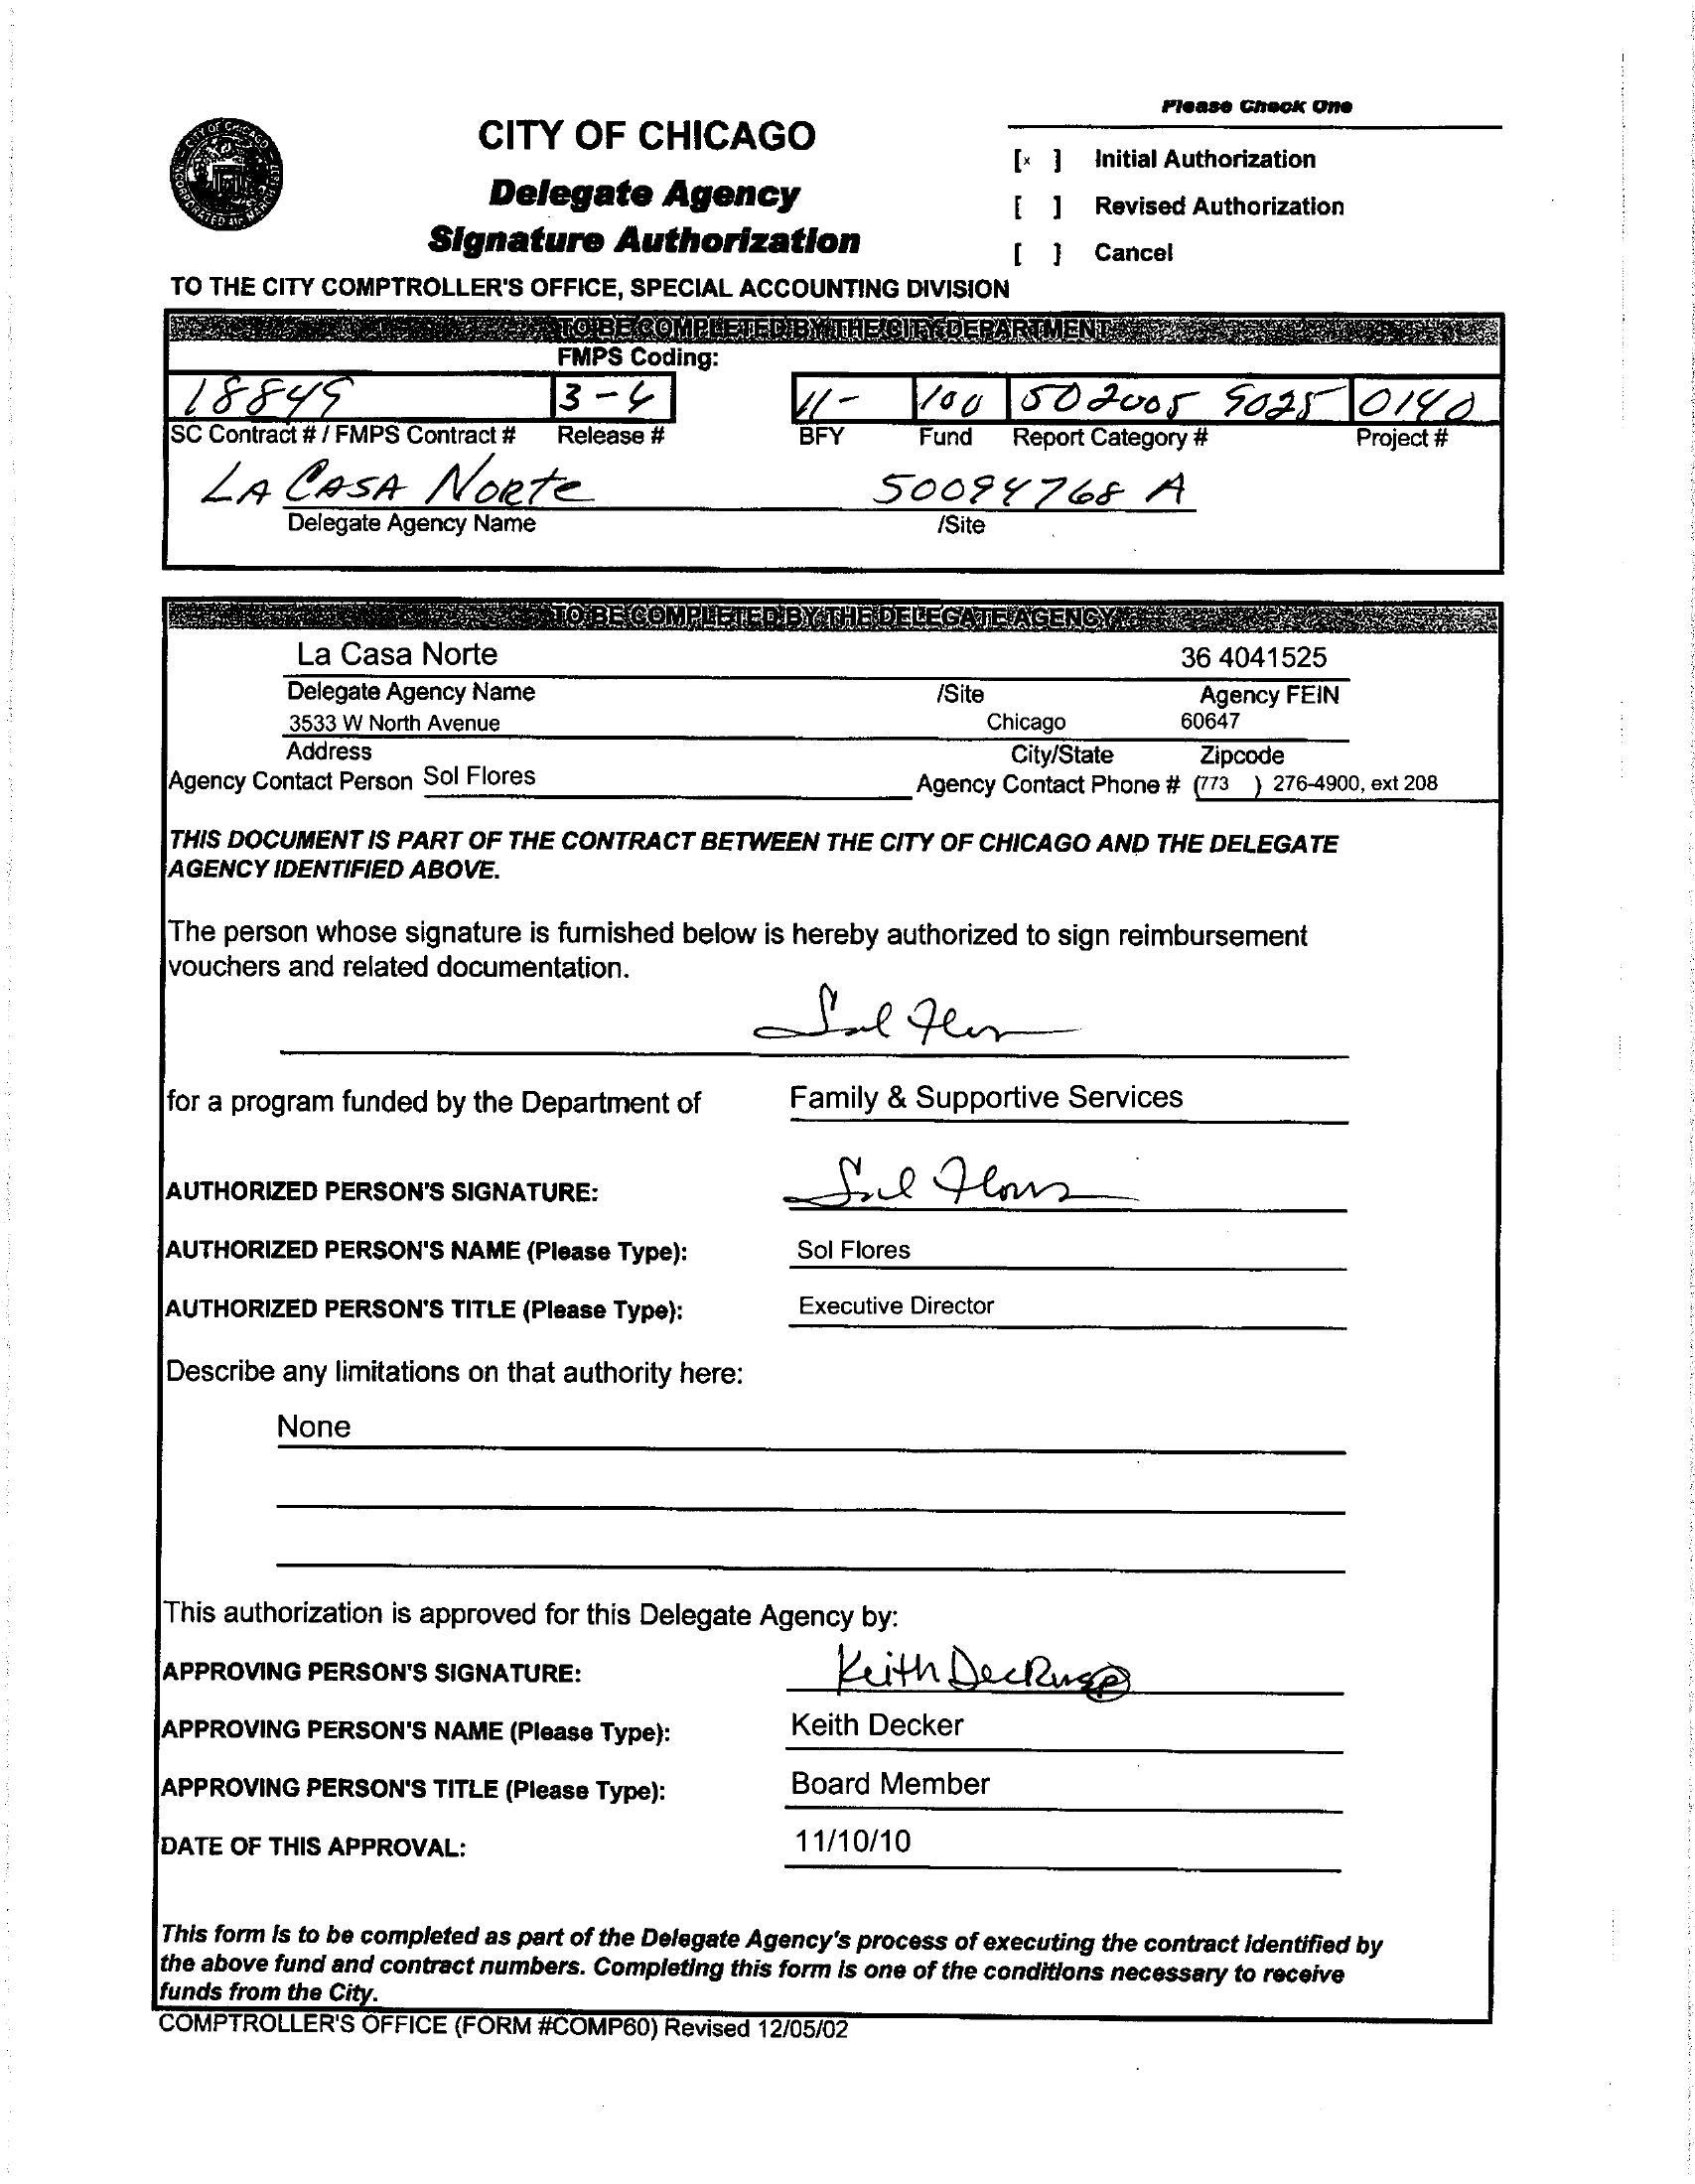 Please Check One
CITY OF CHICAGO
Delegate Agency
Signature Authorization
[x ] Initial Authorization
[ ] Revised Authorization
[ ] Cancel
TO THE CITY COMPTROLLER'S OFFICE, SPECIAL ACCOUNTING DIVISION
TO BE COMPLETED BY THE CITY DEPARTMENT
FMPS Coding:
18849 3-4 11- 100 502005 5025 0140
SC Contract # / FMPS Contract # Release # BFY Fund Report Category # Project #
LA CASA NORTE 50094768 A
Delegate Agency Name /Site
TO BE COMPLETED BY THE DELEGATE AGENCY
La Casa Norte 36 4041525
Delegate Agency Name /Site Agency FEIN
3533 W North Avenue Chicago 60647
Address City/State Zipcode
Agency Contact Person Sol Flores Agency Contact Phone # (773 ) 276-4900, ext 208
THIS DOCUMENT IS PART OF THE CONTRACT BETWEEN THE CITY OF CHICAGO AND THE DELEGATE
AGENCY IDENTIFIED ABOVE.
The person whose signature is furnished below is hereby authorized to sign reimbursement
vouchers and related documentation.
Sol Flores
for a program funded by the Department of Family & Supportive Services
AUTHORIZED PERSON'S SIGNATURE: Sol Flores
AUTHORIZED PERSON'S NAME (Please Type): Sol Flores
AUTHORIZED PERSON'S TITLE (Please Type): Executive Director
Describe any limitations on that authority here:
None
This authorization is approved for this Delegate Agency by:
APPROVING PERSON'S SIGNATURE: Keith Decker
APPROVING PERSON'S NAME (Please Type): Keith Decker
APPROVING PERSON'S TITLE (Please Type): Board Member
DATE OF THIS APPROVAL: 11/10/10
This form is to be completed as part of the Delegate Agency's process of executing the contract identified by
the above fund and contract numbers. Completing this form is one of the conditions necessary to receive
funds from the City.
COMPTROLLER'S OFFICE (FORM #COMP60) Revised 12/05/02